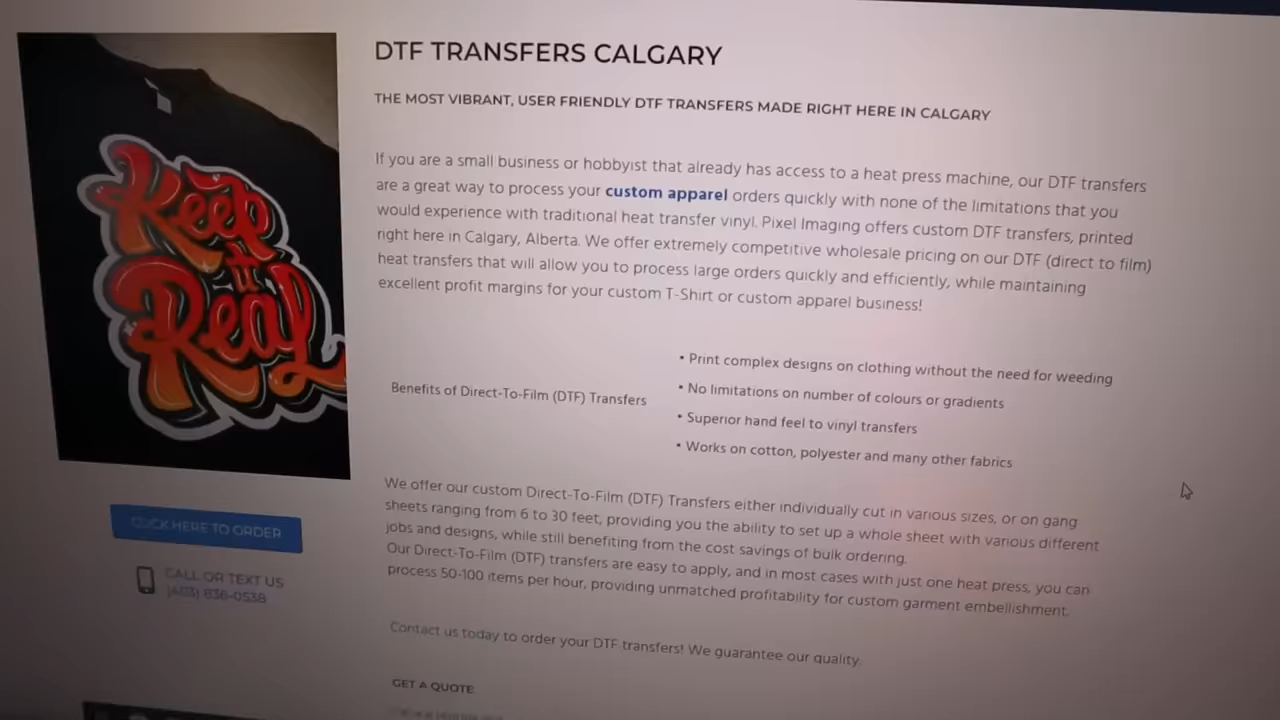 DTF TRANSFERS CALGARY
THE MOST VIBRANT, USER FRIENDLY DTF TRANSFERS MADE RIGHT HERE IN CALGARY
If you are a small business or hobbyist that already has access to a heat press machine, our DTF transfers
are a great way to process your custom apparel orders quickly with none of the limitations that you
would experience with traditional heat transfer vinyl. Pixel Imaging offers custom DTF transfers, printed
right here in Calgary, Alberta. We offer extremely competitive wholesale pricing on our DTF (direct to film)
heat transfers that will allow you to process large orders quickly and efficiently, while maintaining
excellent profit margins for your custom T-Shirt or custom apparel business!
Keep
it
Real
Benefits of Direct-To-Film (DTF) Transfers
• Print complex designs on clothing without the need for weeding
• No limitations on number of colours or gradients
• Superior hand feel to vinyl transfers
• Works on cotton, polyester and many other fabrics
We offer our custom Direct-To-Film (DTF) Transfers either individually cut in various sizes, or on gang
sheets ranging from 6 to 30 feet, providing you the ability to set up a whole sheet with various different
jobs and designs, while still benefiting from the cost savings of bulk ordering.
Our Direct-To-Film (DTF) transfers are easy to apply, and in most cases with just one heat press, you can
process 50-100 items per hour, providing unmatched profitability for custom garment embellishment.
CLICK HERE TO ORDER
CALL OR TEXT US
(403) 836-0538
Contact us today to order your DTF transfers! We guarantee our quality.
GET A QUOTE